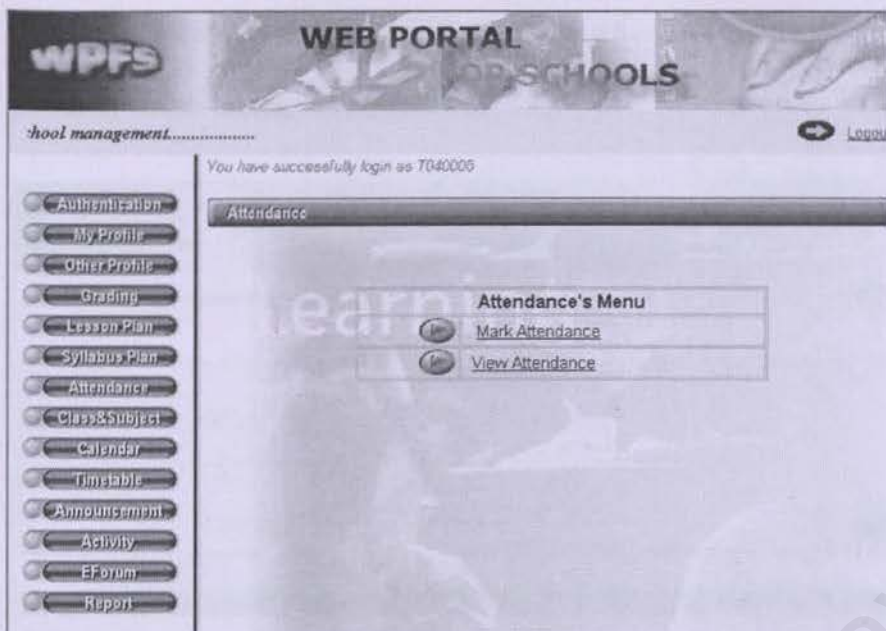 WPFS
WEB PORTAL
FOR SCHOOLS
hool management....................
Logou
You have successfully login as T040006
Authentication
My Profile
Other Profile
Grading
Lesson Plan
Syllabus Plan
Attendance
Class&Subject
Calendar
Timetable
Announcement
Activity
EForum
Report
Attendance
Learning
Attendance's Menu
Mark Attendance
View Attendance